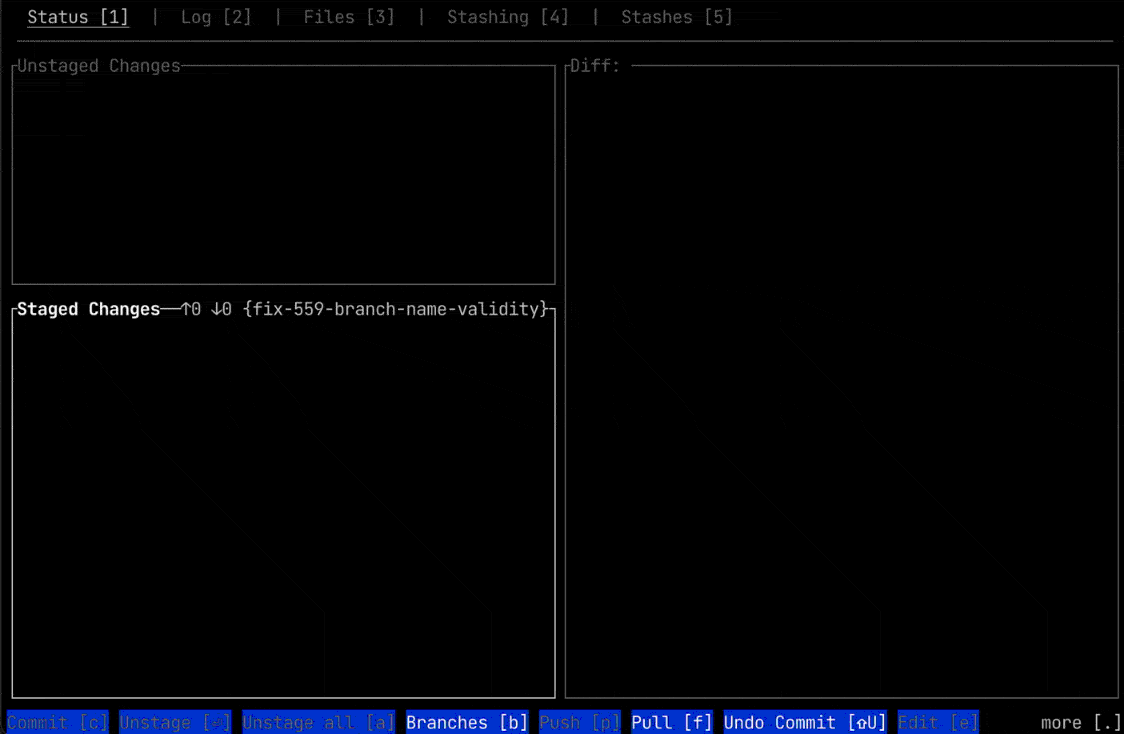 Status [1] | Log [2] | Files [3] | Stashing [4] | Stashes [5]
Unstaged Changes
Diff:
Staged Changes ↑0 ↓0 {fix-559-branch-name-validity}
Commit [c] Unstage [⏎] Unstage all [a] Branches [b] Push [p] Pull [f] Undo Commit [⇧U] Edit [e] more [.]